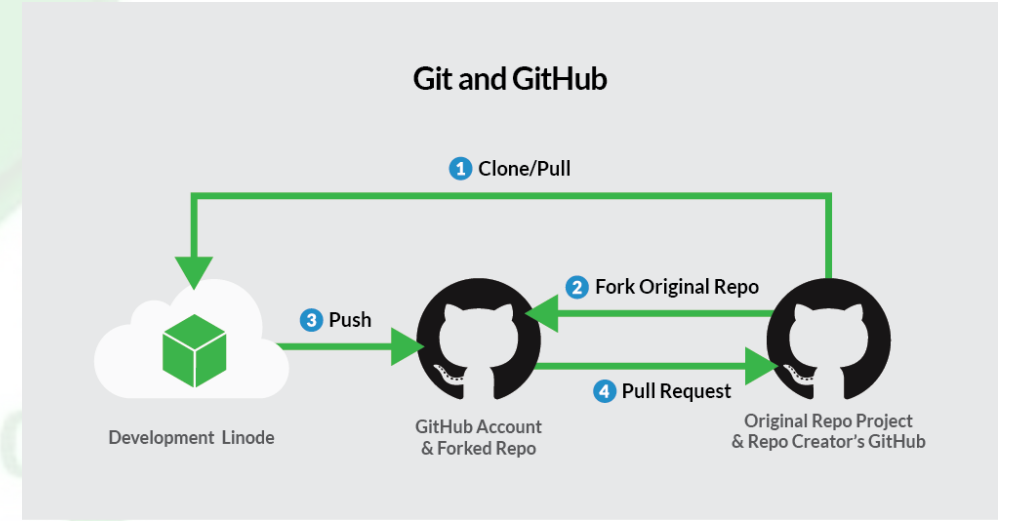 Git and GitHub
1 Clone/Pull
2 Fork Original Repo
3 Push
4 Pull Request
Development Linode
GitHub Account
& Forked Repo
Original Repo Project
& Repo Creator's GitHub